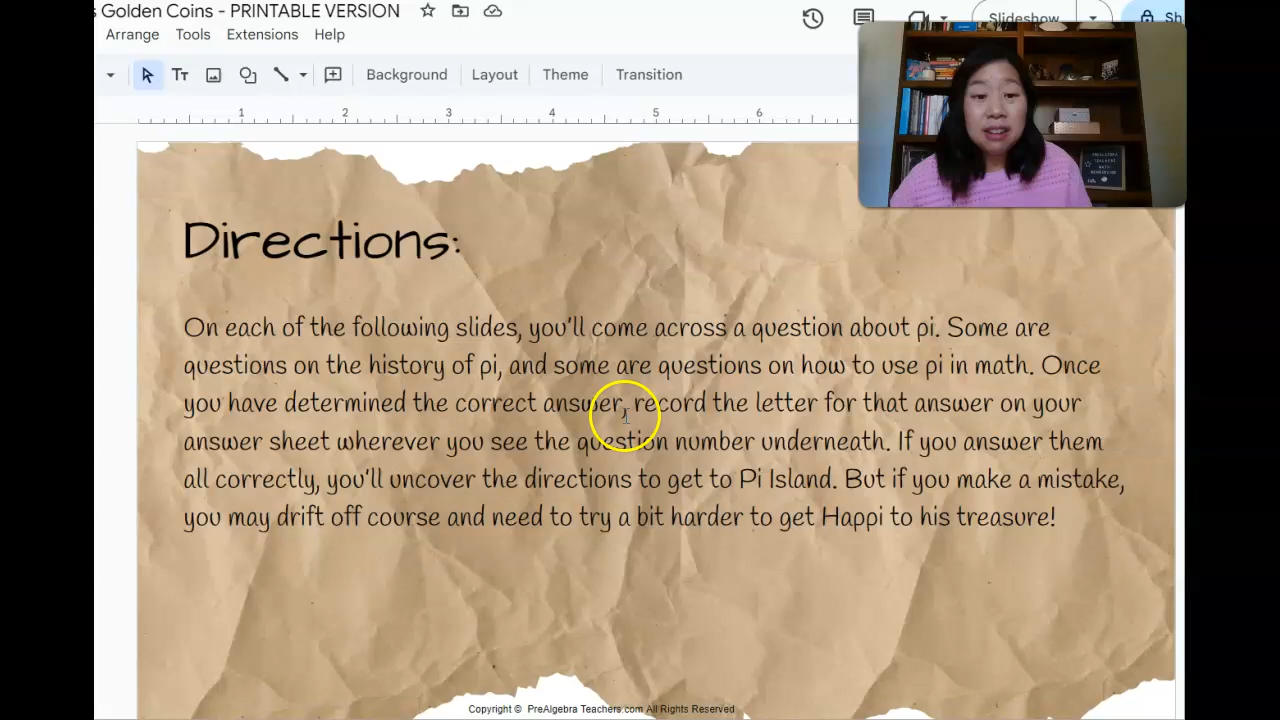 Golden Coins - PRINTABLE VERSION
Arrange Tools Extensions Help
Slideshow
Background Layout Theme Transition
1 2 3 4 5 6
Directions:
On each of the following slides, you'll come across a question about pi. Some are
questions on the history of pi, and some are questions on how to use pi in math. Once
you have determined the correct answer, record the letter for that answer on your
answer sheet wherever you see the question number underneath. If you answer them
all correctly, you'll uncover the directions to get to Pi Island. But if you make a mistake,
you may drift off course and need to try a bit harder to get Happi to his treasure!
Copyright © PreAlgebra Teachers.com All Rights Reserved